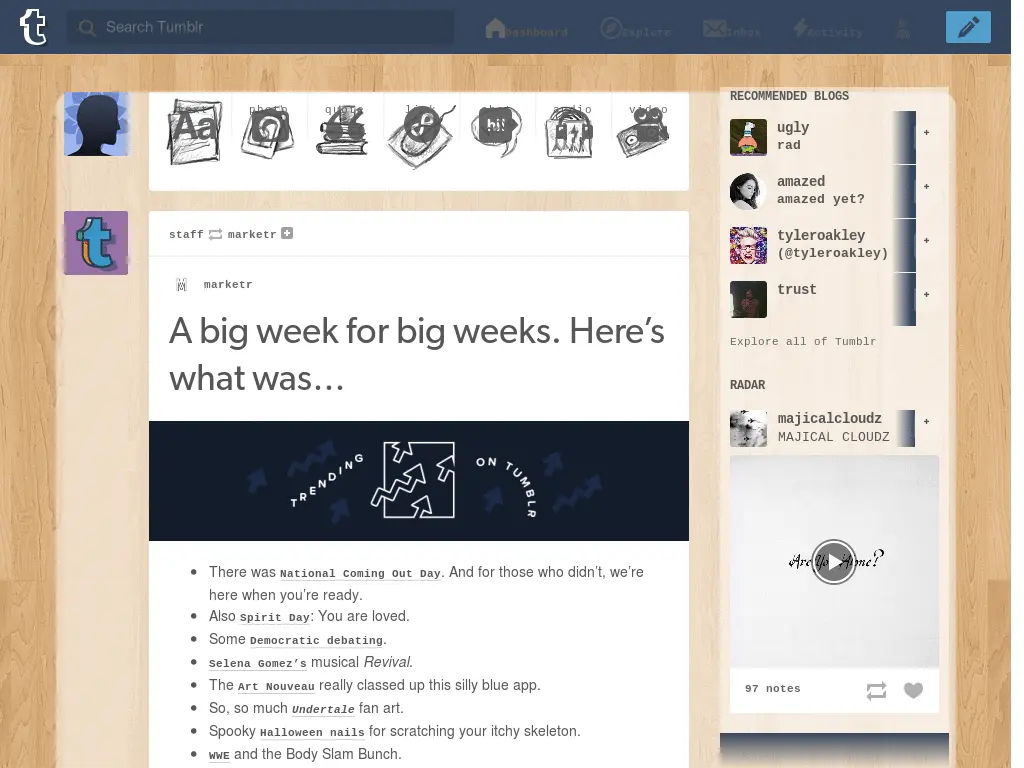 Search Tumblr
Dashboard
Explore
Inbox
Activity
text photo quote link chat audio video
Aa
hi!
staff marketr
marketr
A big week for big weeks. Here’s
what was…
TRENDING ON TUMBLR
• There was National Coming Out Day. And for those who didn’t, we’re
here when you’re ready.
• Also Spirit Day: You are loved.
• Some Democratic debating.
• Selena Gomez’s musical Revival.
• The Art Nouveau really classed up this silly blue app.
• So, so much Undertale fan art.
• Spooky Halloween nails for scratching your itchy skeleton.
• WWE and the Body Slam Bunch.
RECOMMENDED BLOGS
ugly
rad
amazed
amazed yet?
tyleroakley
(@tyleroakley)
trust
Explore all of Tumblr
RADAR
majicalcloudz
MAJICAL CLOUDZ
Are You Alone?
97 notes